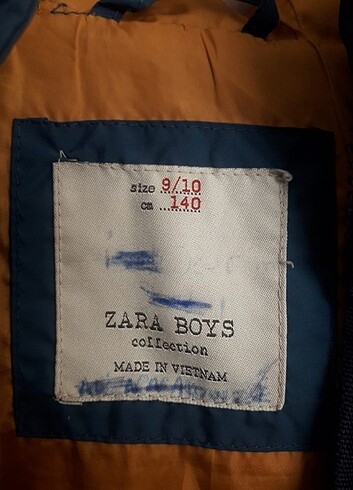 size 9/10
cm 140
ZARA BOYS
collection
MADE IN VIETNAM